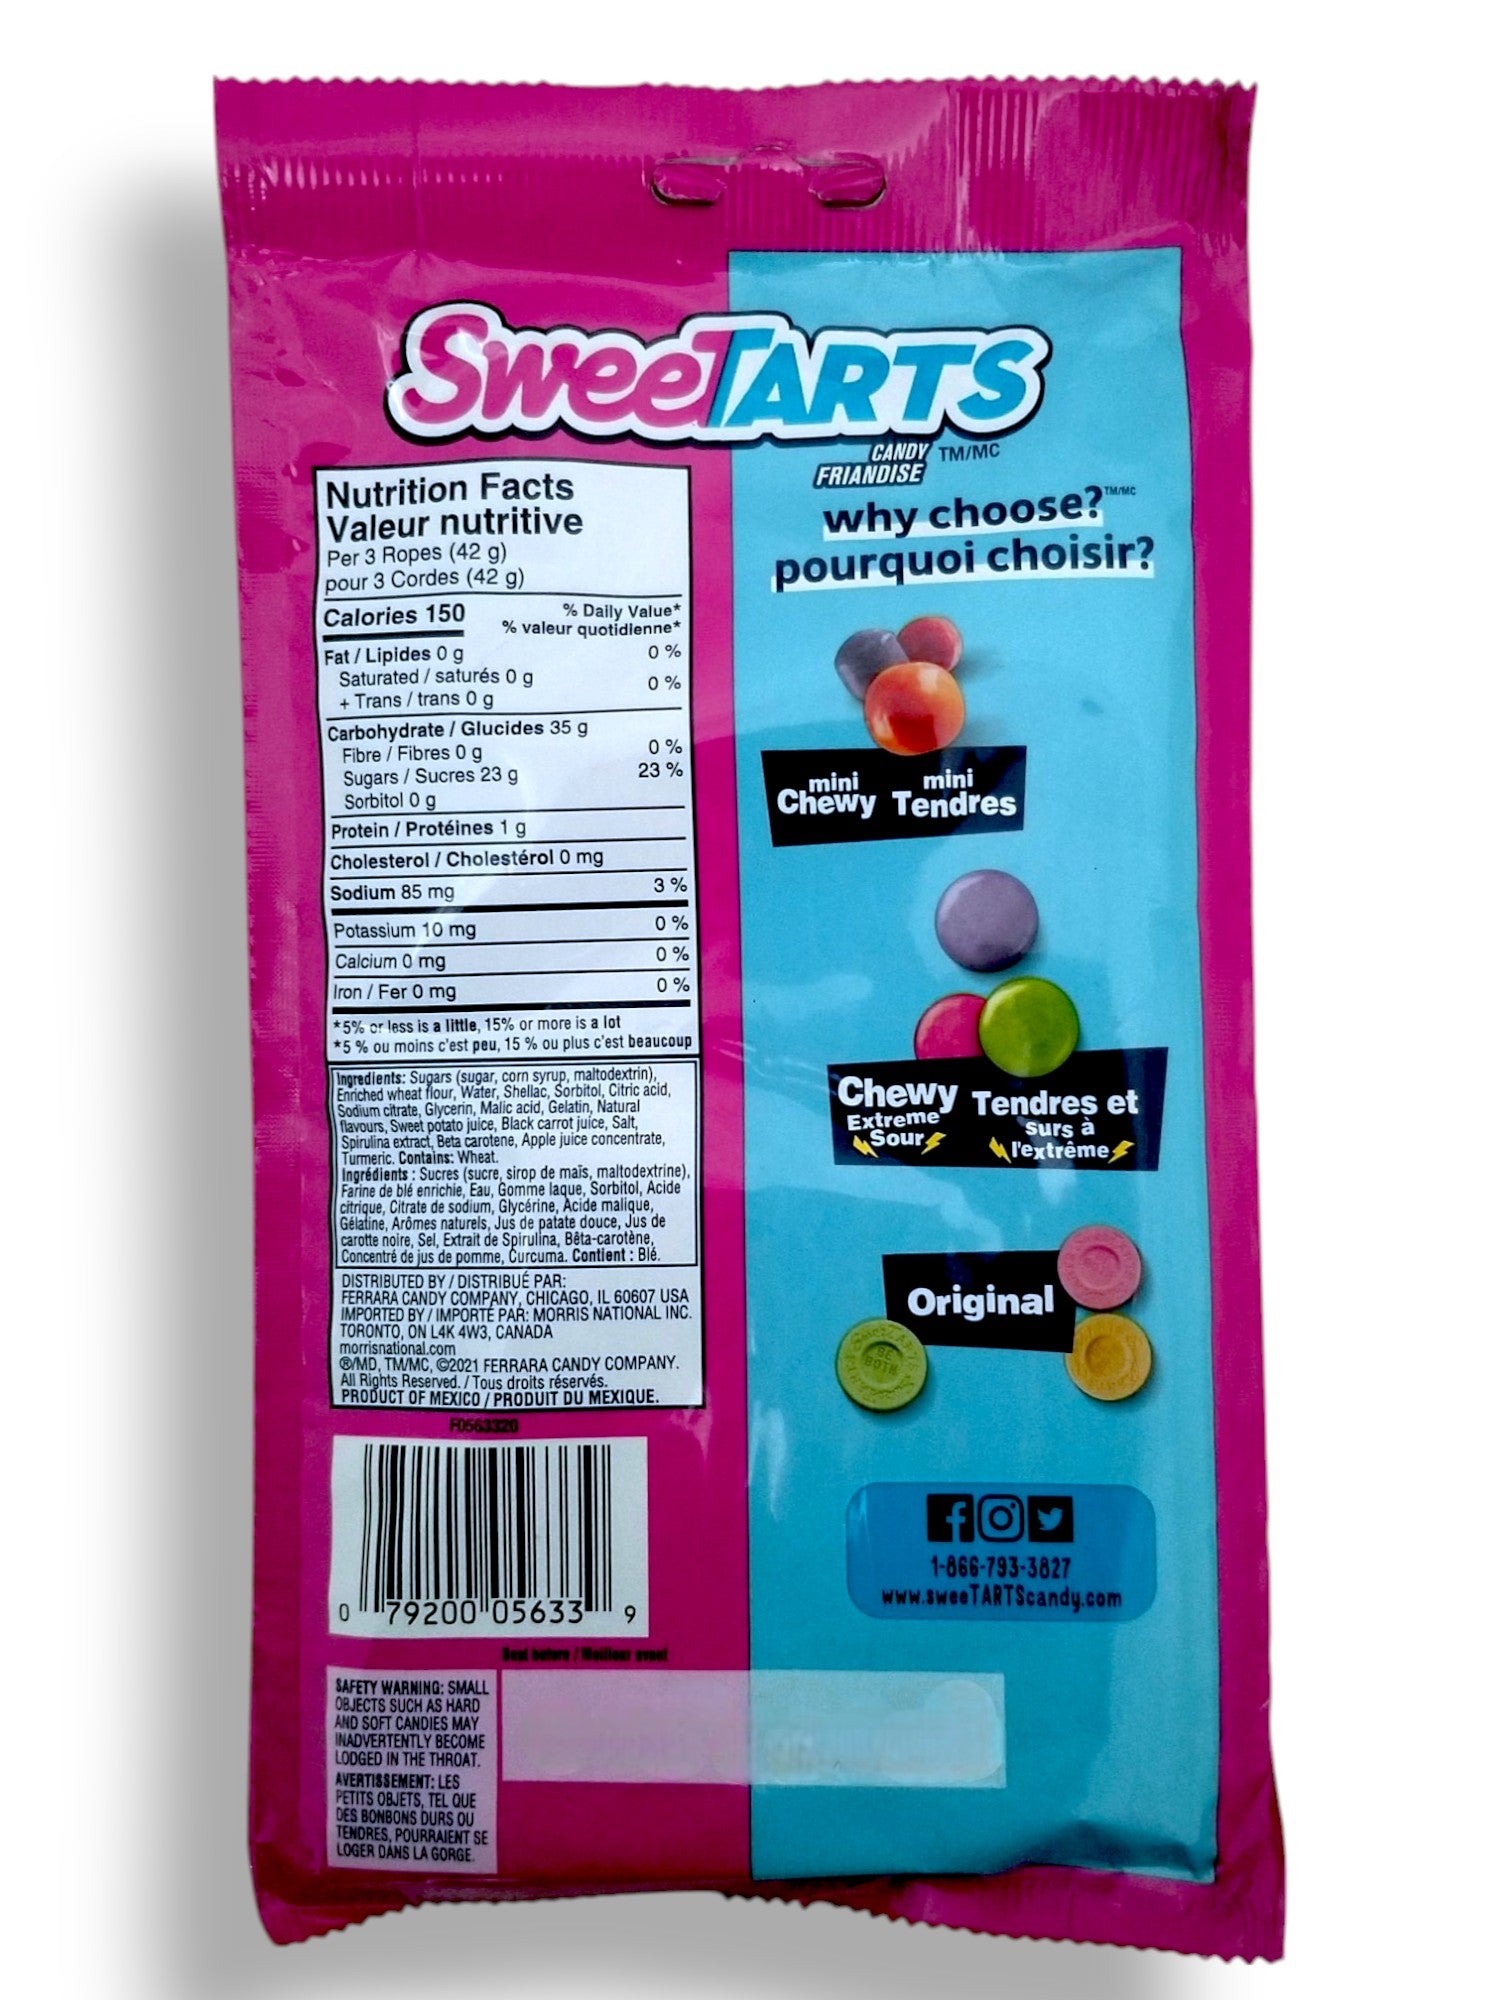 SweeTARTS
CANDY TM/MC
FRIANDISE
Nutrition Facts
Valeur nutritive
Per 3 Ropes (42 g)
pour 3 Cordes (42 g)
Calories 150
% Daily Value*
% valeur quotidienne*
Fat / Lipides 0 g 0 %
Saturated / saturés 0 g
+ Trans / trans 0 g 0 %
Carbohydrate / Glucides 35 g
Fibre / Fibres 0 g 0 %
Sugars / Sucres 23 g 23 %
Sorbitol 0 g
Protein / Protéines 1 g
Cholesterol / Cholestérol 0 mg
Sodium 85 mg 3 %
Potassium 10 mg 0 %
Calcium 0 mg 0 %
Iron / Fer 0 mg 0 %
*5% or less is a little, 15% or more is a lot
*5 % ou moins c'est peu, 15 % ou plus c'est beaucoup
Ingredients: Sugars (sugar, corn syrup, maltodextrin),
Enriched wheat flour, Water, Shellac, Sorbitol, Citric acid,
Sodium citrate, Glycerin, Malic acid, Gelatin, Natural
flavours, Sweet potato juice, Black carrot juice, Salt,
Spirulina extract, Beta carotene, Apple juice concentrate,
Turmeric. Contains: Wheat.
Ingrédients : Sucres (sucre, sirop de maïs, maltodextrine),
Farine de blé enrichie, Eau, Gomme laque, Sorbitol, Acide
citrique, Citrate de sodium, Glycérine, Acide malique,
Gélatine, Arômes naturels, Jus de patate douce, Jus de
carotte noire, Sel, Extrait de Spirulina, Bêta-carotène,
Concentré de jus de pomme, Curcuma. Contient : Blé.
DISTRIBUTED BY / DISTRIBUÉ PAR:
FERRARA CANDY COMPANY, CHICAGO, IL 60607 USA
IMPORTED BY / IMPORTÉ PAR: MORRIS NATIONAL INC.
TORONTO, ON L4K 4W3, CANADA
morrisnational.com
®/MD, TM/MC, ©2021 FERRARA CANDY COMPANY.
All Rights Reserved. / Tous droits réservés.
PRODUCT OF MEXICO / PRODUIT DU MEXIQUE.
F0563320
0 79200 05633 9
Best before / Meilleur avant
SAFETY WARNING: SMALL
OBJECTS SUCH AS HARD
AND SOFT CANDIES MAY
INADVERTENTLY BECOME
LODGED IN THE THROAT.
AVERTISSEMENT: LES
PETITS OBJETS, TEL QUE
DES BONBONS DURS OU
TENDRES, POURRAIENT SE
LOGER DANS LA GORGE.
why choose?TM/MC
pourquoi choisir?
mini mini
Chewy Tendres
Chewy Tendres et
Extreme surs à
Sour l'extrême
Original
BE
BOTH
1-866-793-3827
www.sweeTARTScandy.com